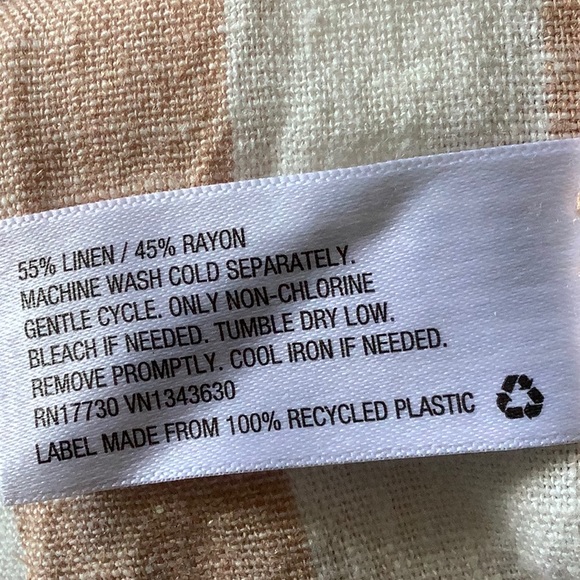 55% LINEN / 45% RAYON
MACHINE WASH COLD SEPARATELY.
GENTLE CYCLE. ONLY NON-CHLORINE
BLEACH IF NEEDED. TUMBLE DRY LOW.
REMOVE PROMPTLY. COOL IRON IF NEEDED.
RN17730 VN1343630
LABEL MADE FROM 100% RECYCLED PLASTIC